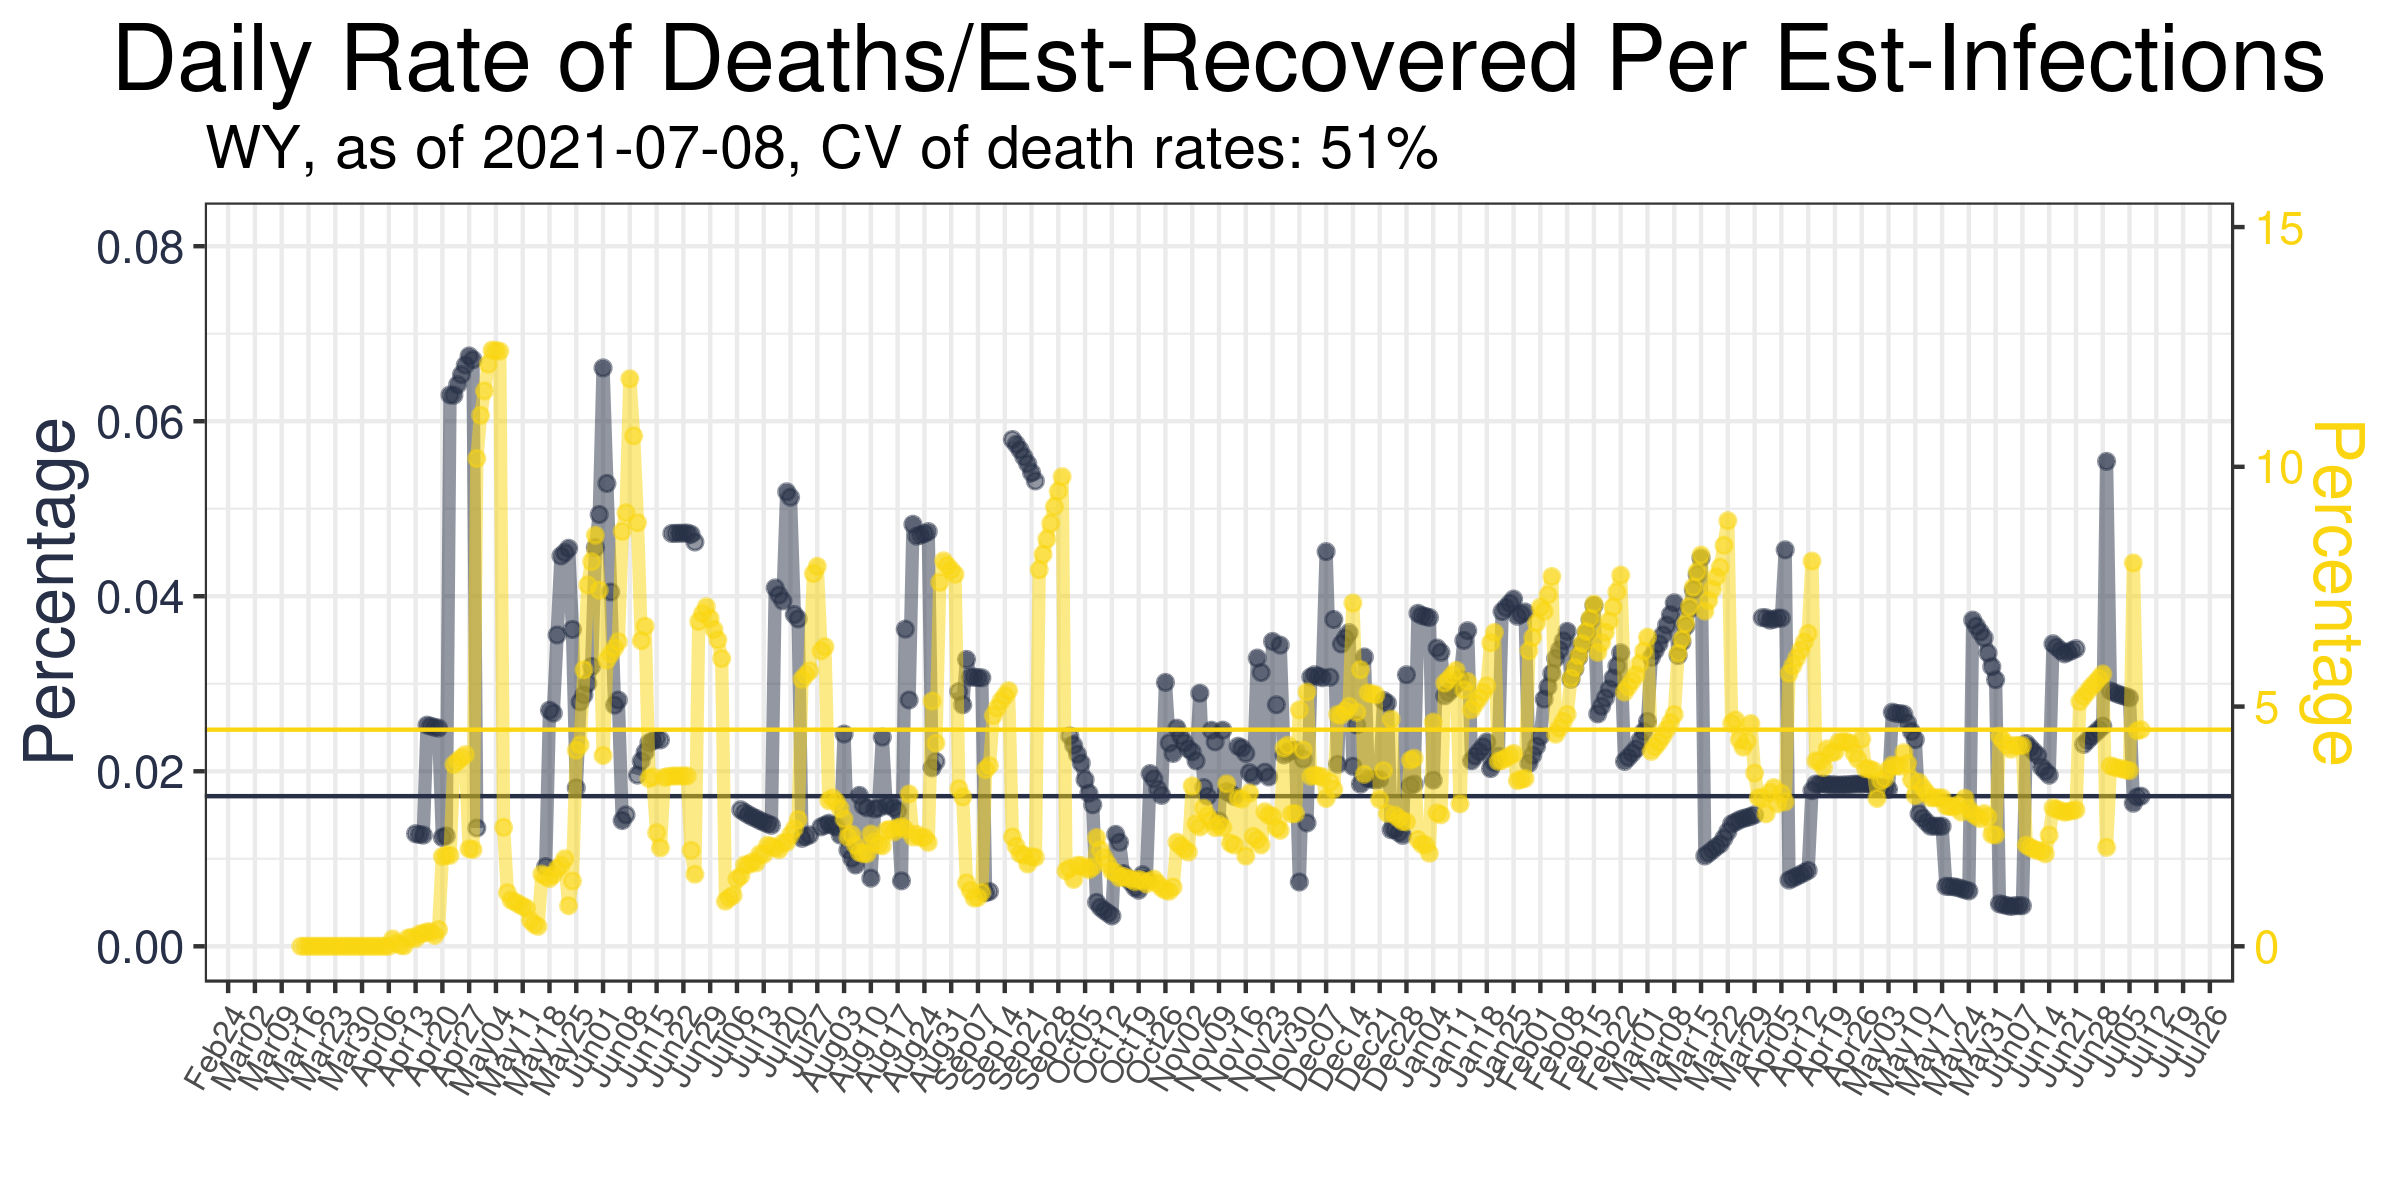 Daily Rate of Deaths/Est-Recovered Per Est-Infections
WY, as of 2021-07-08, CV of death rates: 51%
Percentage
0.08
0.06
0.04
0.02
0.00
15
10
5
0
Percentage
Feb24
Mar02
Mar09
Mar16
Mar23
Mar30
Apr06
Apr13
Apr20
Apr27
May04
May11
May18
May25
Jun01
Jun08
Jun15
Jun22
Jun29
Jul06
Jul13
Jul20
Jul27
Aug03
Aug10
Aug17
Aug24
Aug31
Sep07
Sep14
Sep21
Sep28
Oct05
Oct12
Oct19
Oct26
Nov02
Nov09
Nov16
Nov23
Nov30
Dec07
Dec14
Dec21
Dec28
Jan04
Jan11
Jan18
Jan25
Feb01
Feb08
Feb15
Feb22
Mar01
Mar08
Mar15
Mar22
Mar29
Apr05
Apr12
Apr19
Apr26
May03
May10
May17
May24
May31
Jun07
Jun14
Jun21
Jun28
Jul05
Jul12
Jul19
Jul26